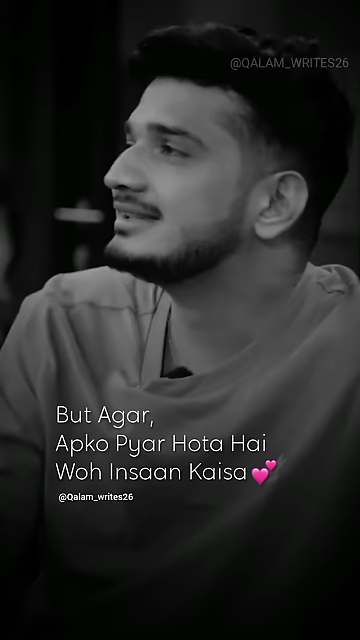 @QALAM_WRITES26
But Agar,
Apko Pyar Hota Hai
Woh Insaan Kaisa💕
@Qalam_writes26